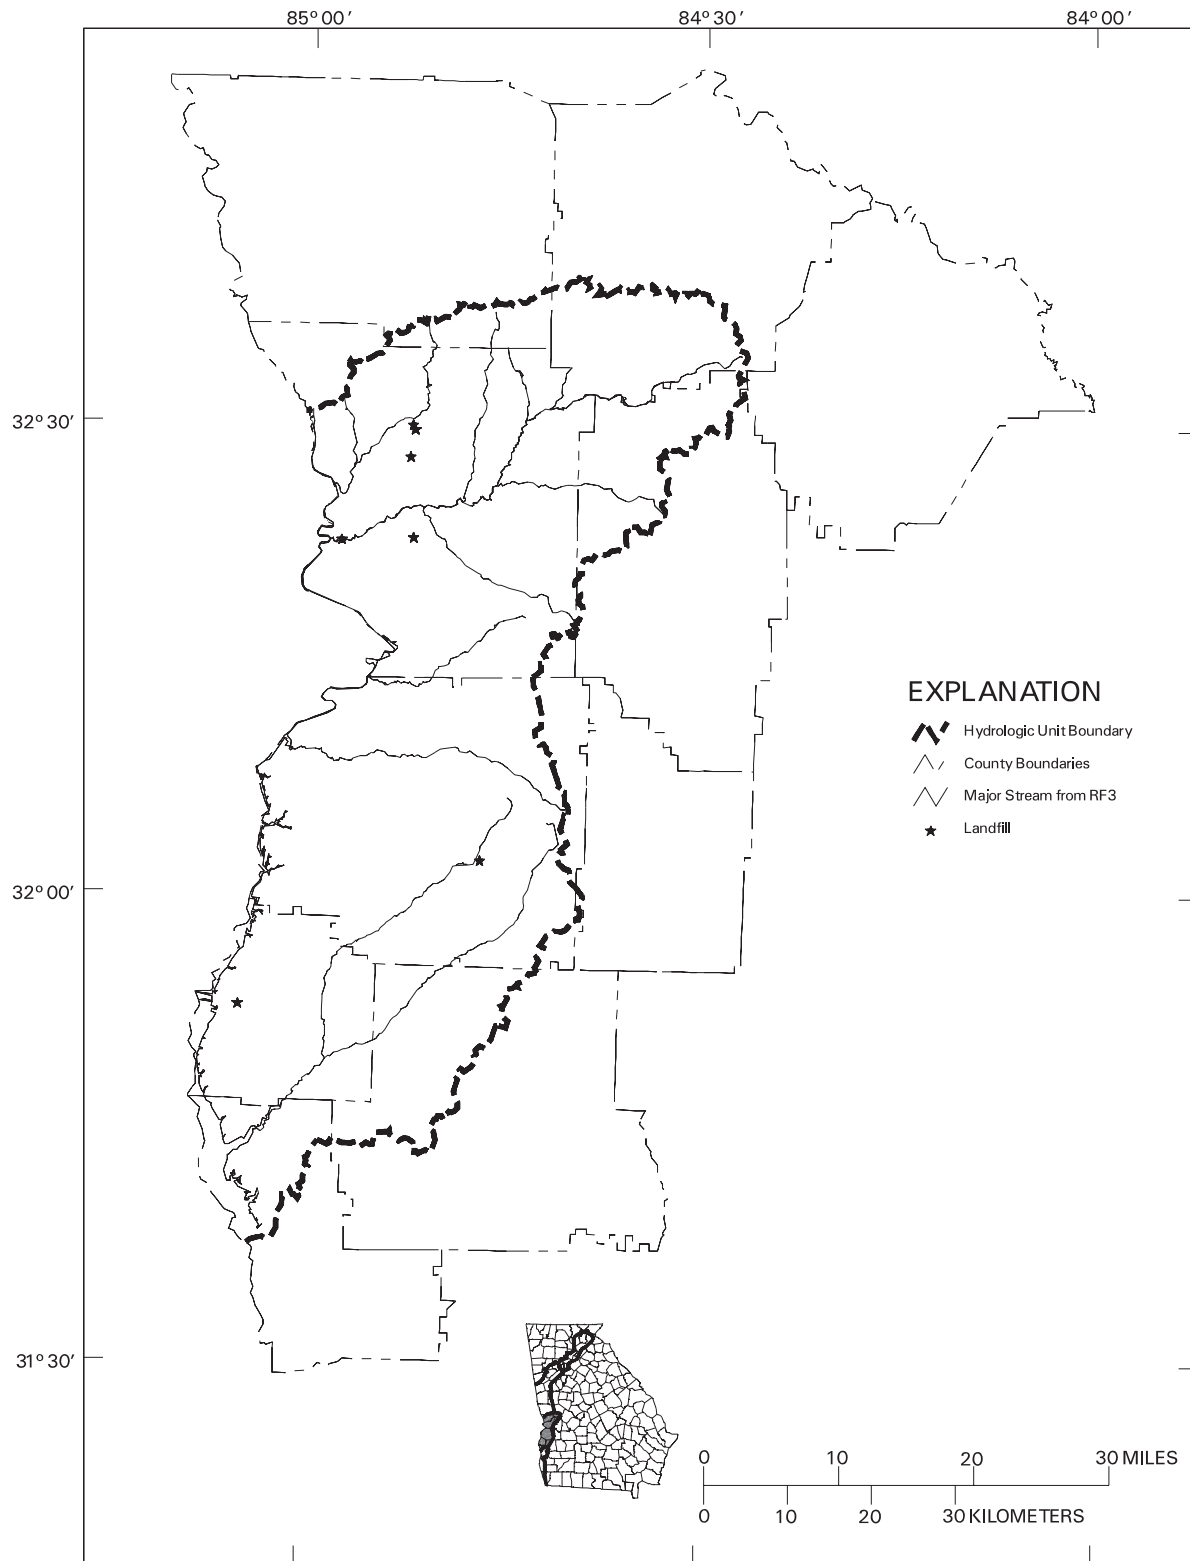 85° 00′ 84° 30′ 84° 00′
32° 30′
EXPLANATION
Hydrologic Unit Boundary
County Boundaries
Major Stream from RF3
Landfill
32° 00′
31° 30′
0 10 20 30 MILES
0 10 20 30 KILOMETERS